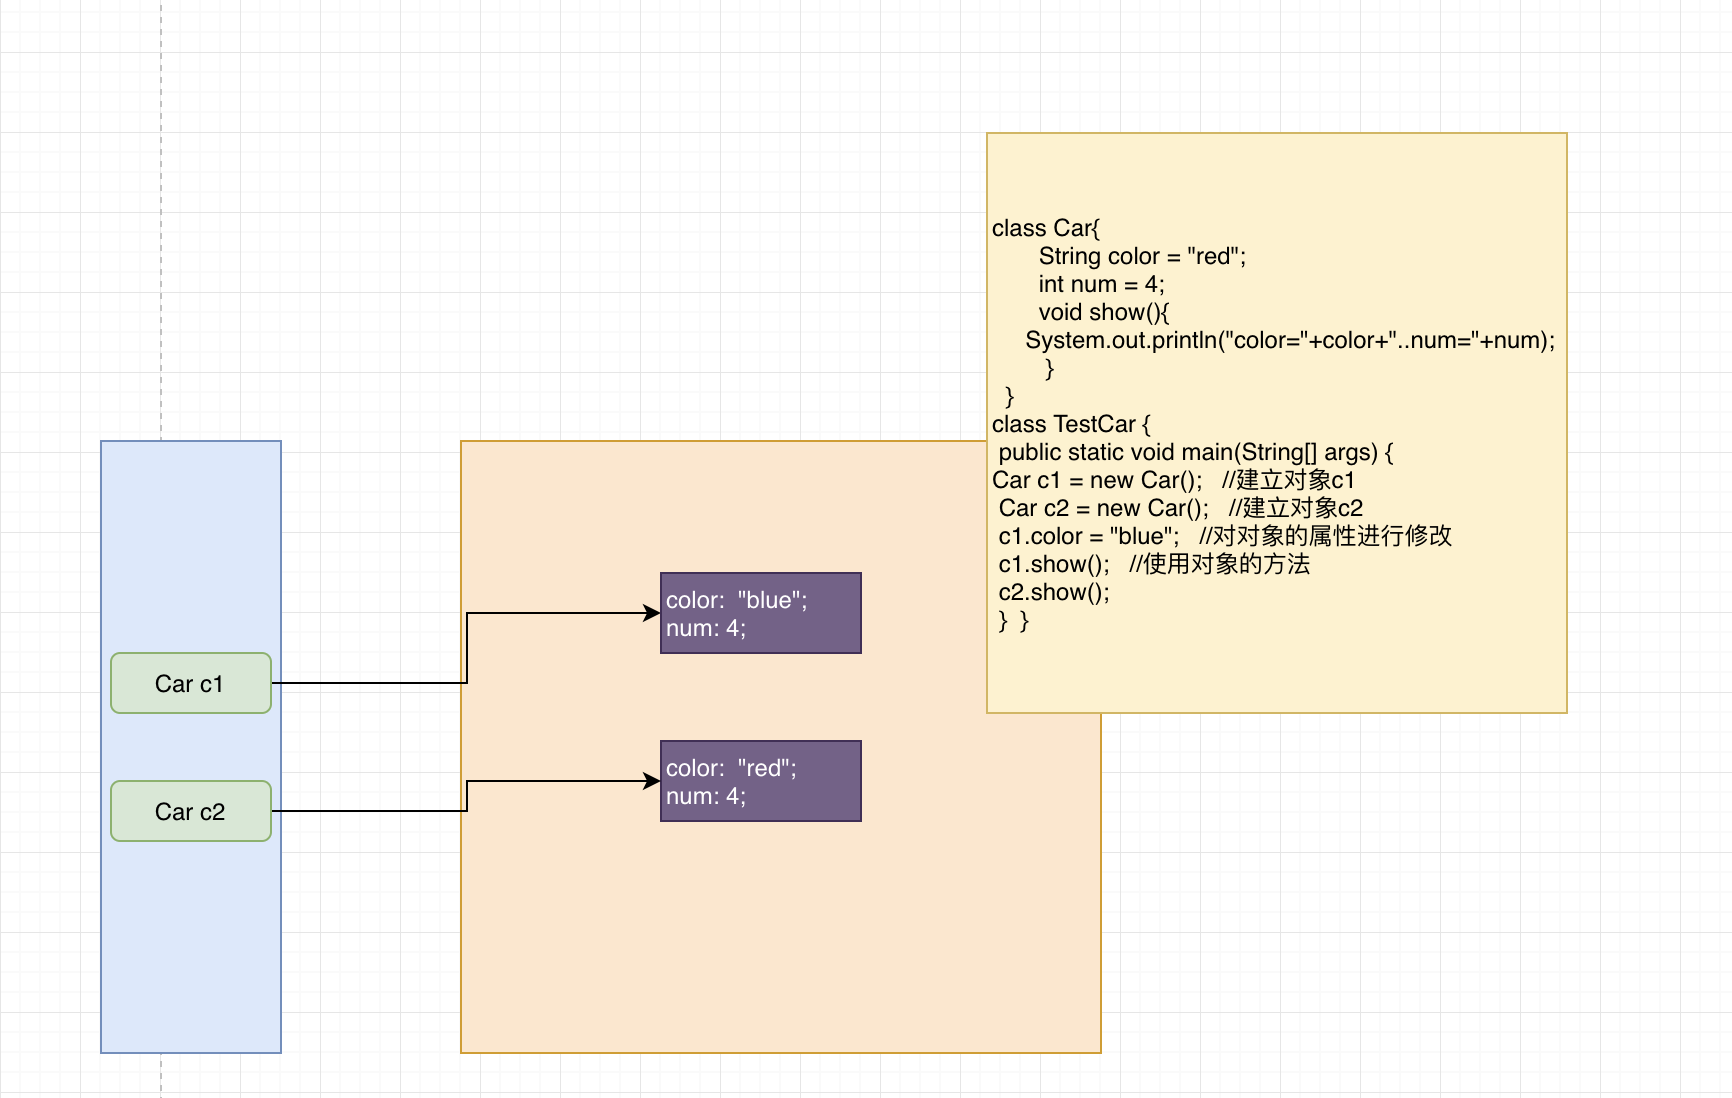 class Car{
String color = "red";
int num = 4;
void show(){
System.out.println("color="+color+"..num="+num);
}
}
class TestCar {
public static void main(String[] args) {
Car c1 = new Car();   //建立对象c1
Car c2 = new Car();   //建立对象c2
c1.color = "blue";   //对对象的属性进行修改
c1.show();   //使用对象的方法
c2.show();
}  }
color:  "blue";
num: 4;
Car c1
color:  "red";
num: 4;
Car c2